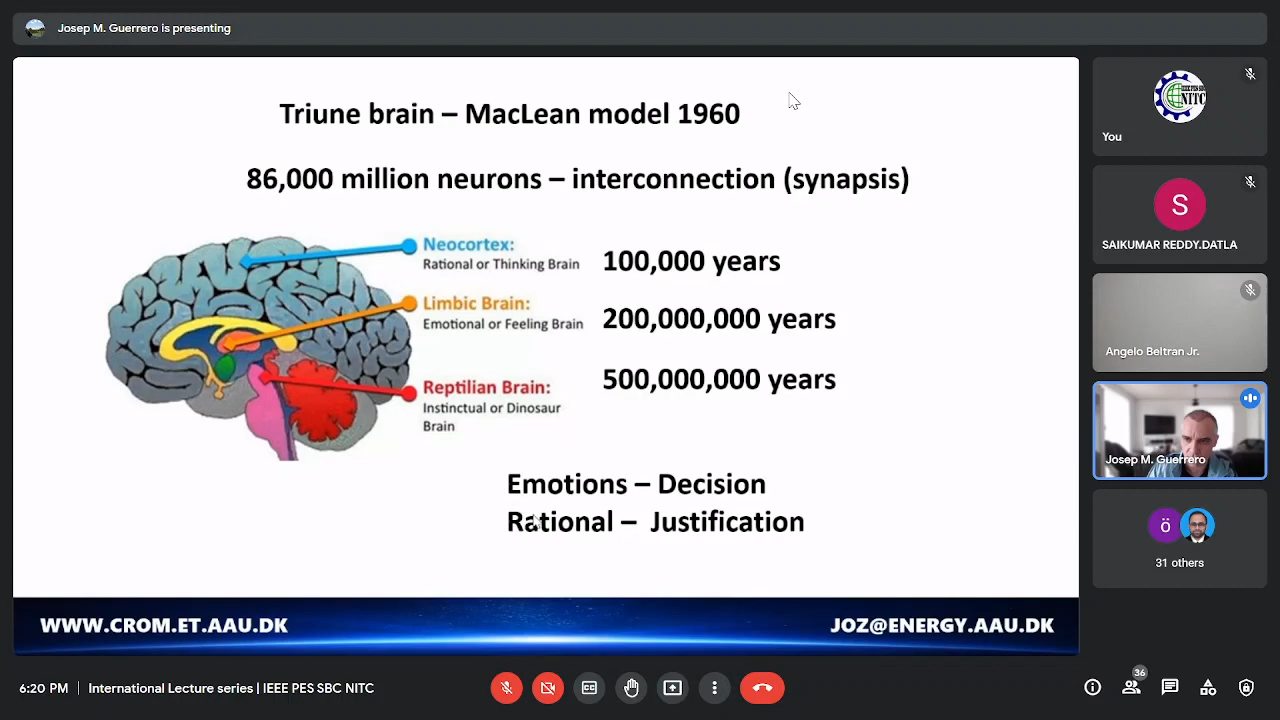 Josep M. Guerrero is presenting
Triune brain – MacLean model 1960
86,000 million neurons – interconnection (synapsis)
Neocortex:
Rational or Thinking Brain
100,000 years
Limbic Brain:
Emotional or Feeling Brain
200,000,000 years
Reptilian Brain:
Instinctual or Dinosaur
Brain
500,000,000 years
Emotions – Decision
Rational – Justification
WWW.CROM.ET.AAU.DK
JOZ@ENERGY.AAU.DK
NITC
You
S
SAIKUMAR REDDY.DATLA
Angelo Beltran Jr.
Josep M. Guerrero
ö
31 others
6:20 PM | International Lecture series | IEEE PES SBC NITC
36